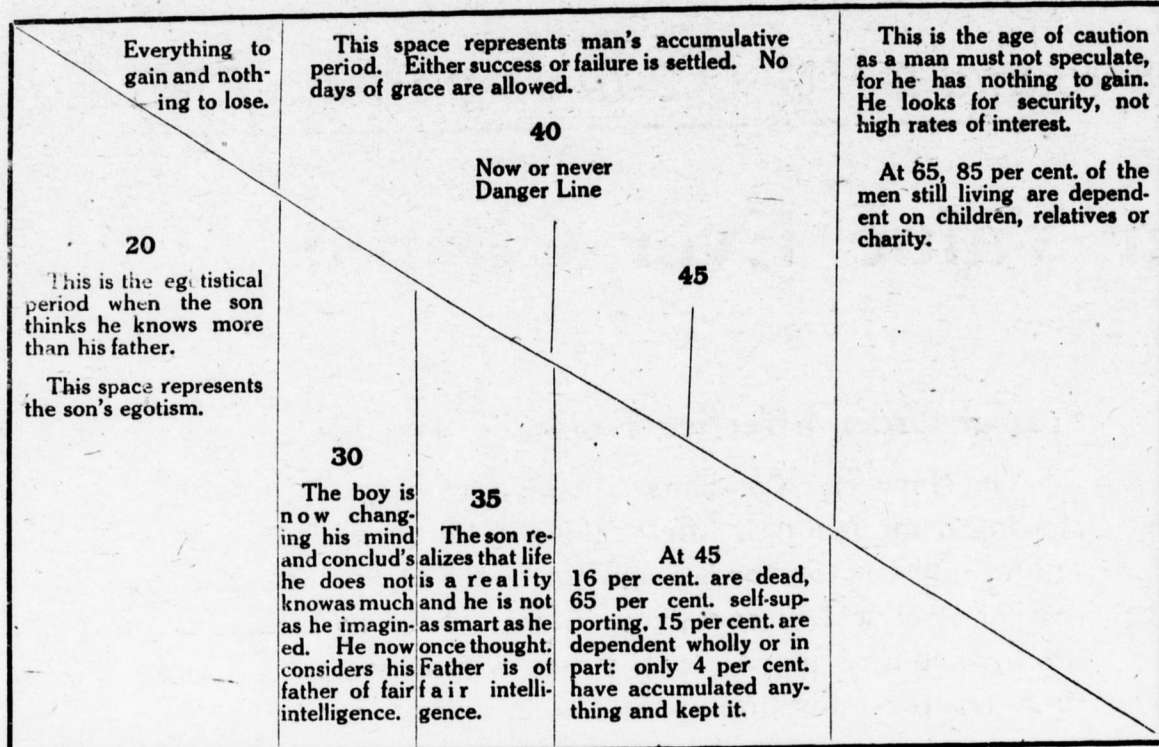 Everything to
gain and noth-
ing to lose.
This space represents man's accumulative
period. Either success or failure is settled. No
days of grace are allowed.
40
Now or never
Danger Line
This is the age of caution
as a man must not speculate,
for he has nothing to gain.
He looks for security, not
high rates of interest.
At 65, 85 per cent. of the
men still living are depend-
ent on children, relatives or
charity.
20
This is the egotistical
period when the son
thinks he knows more
than his father.
This space represents
the son's egotism.
45
30
The boy is
now chang-
ing his mind
and conclud's
he does not
know as much
as he imagin-
ed. He now
considers his
father of fair
intelligence.
35
The son re-
alizes that life
is a reality
and he is not
as smart as he
once thought.
Father is of
fair intelli-
gence.
At 45
16 per cent. are dead,
65 per cent. self-sup-
porting, 15 per cent. are
dependent wholly or in
part: only 4 per cent.
have accumulated any-
thing and kept it.